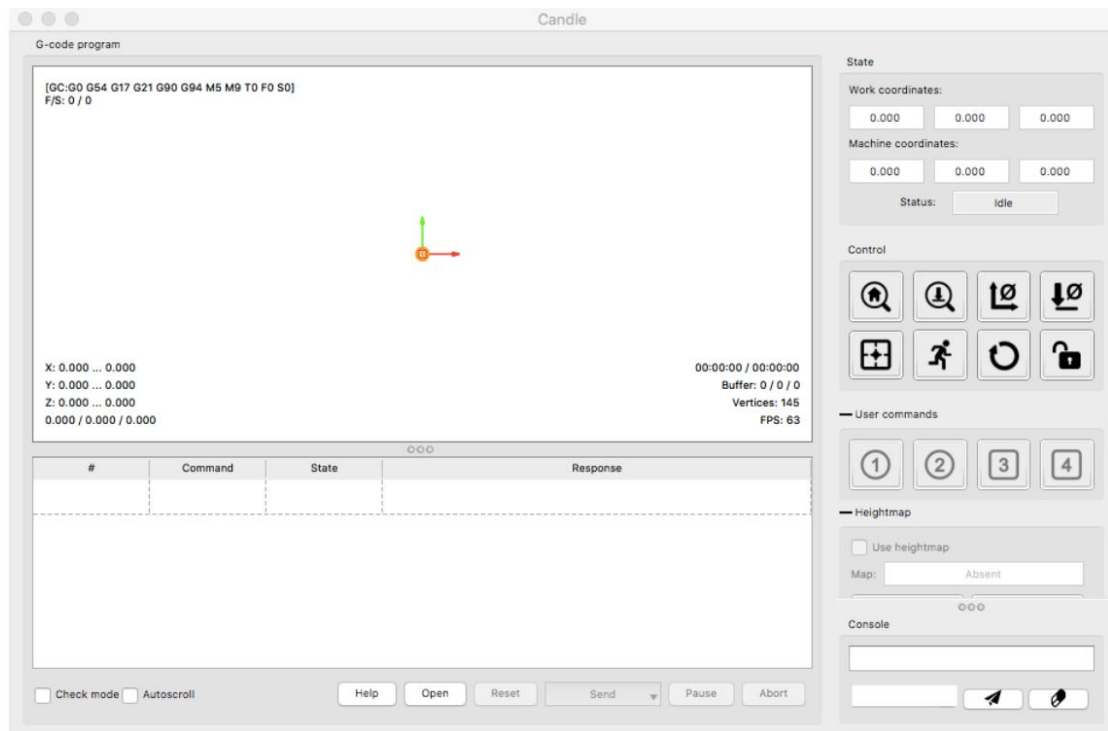 Candle
G-code program
[GC:G0 G54 G17 G21 G90 G94 M5 M9 T0 F0 S0]
F/S: 0 / 0
X: 0.000 ... 0.000
Y: 0.000 ... 0.000
Z: 0.000 ... 0.000
0.000 / 0.000 / 0.000
00:00:00 / 00:00:00
Buffer: 0 / 0 / 0
Vertices: 145
FPS: 63
# Command State Response
Check mode Autoscroll Help Open Reset Send Pause Abort
State
Work coordinates:
0.000 0.000 0.000
Machine coordinates:
0.000 0.000 0.000
Status: Idle
Control
User commands
1 2 3 4
Heightmap
Use heightmap
Map: Absent
Console